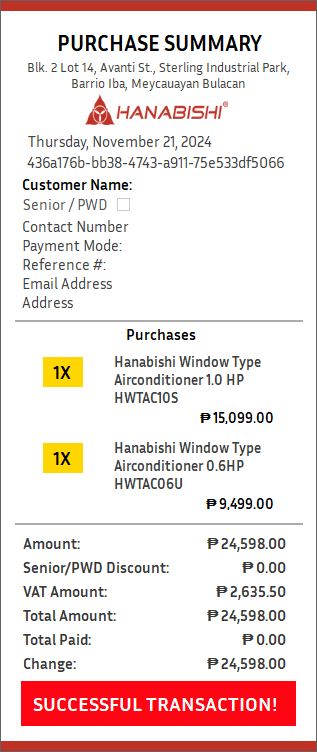 PURCHASE SUMMARY
Blk. 2 Lot 14, Avanti St., Sterling Industrial Park,
Barrio Iba, Meycauayan Bulacan
HANABISHI®
Thursday, November 21, 2024
436a176b-bb38-4743-a911-75e533df5066
Customer Name:
Senior / PWD
Contact Number
Payment Mode:
Reference #:
Email Address
Address
Purchases
1X
Hanabishi Window Type
Airconditioner 1.0 HP
HWTAC10S
₱ 15,099.00
1X
Hanabishi Window Type
Airconditioner 0.6HP
HWTAC06U
₱ 9,499.00
Amount: ₱ 24,598.00
Senior/PWD Discount: ₱ 0.00
VAT Amount: ₱ 2,635.50
Total Amount: ₱ 24,598.00
Total Paid: ₱ 0.00
Change: ₱ 24,598.00
SUCCESSFUL TRANSACTION!